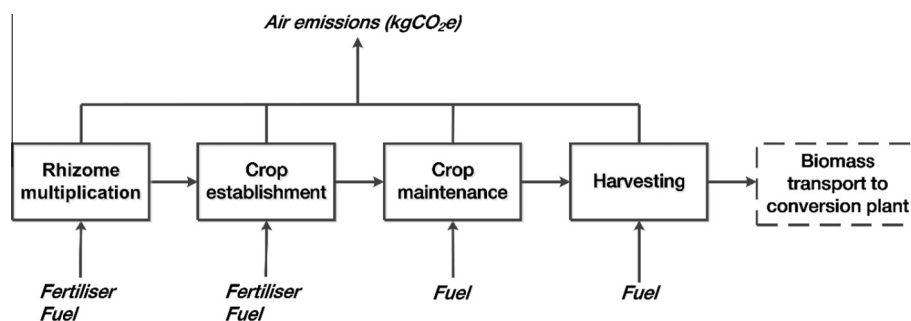 Air emissions (kgCO₂e)
Rhizome
multiplication
Crop
establishment
Crop
maintenance
Harvesting
Biomass
transport to
conversion plant
Fertiliser
Fuel
Fertiliser
Fuel
Fuel
Fuel